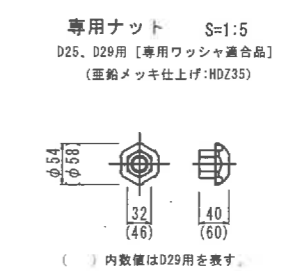 専用ナット S=1:5
D25、D29用 [専用ワッシャ適合品]
(亜鉛メッキ仕上げ:HDZ35)
φ54
(φ58)
32
(46)
40
(60)
( )内数値はD29用を表す。